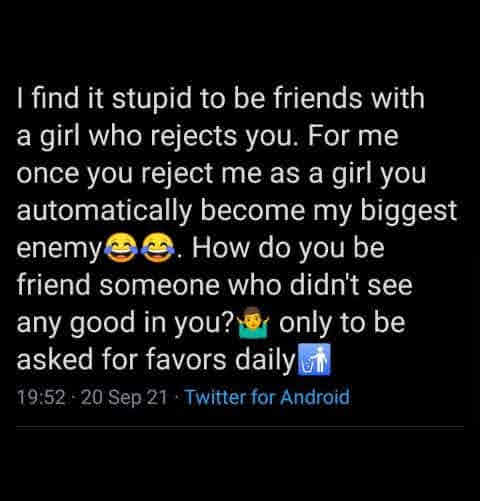 I find it stupid to be friends with
a girl who rejects you. For me
once you reject me as a girl you
automatically become my biggest
enemy😂😂. How do you be
friend someone who didn't see
any good in you?🤷‍♂️ only to be
asked for favors daily🚮
19:52 · 20 Sep 21 · Twitter for Android